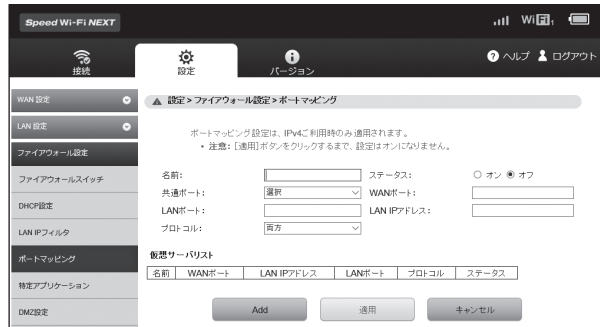 Speed Wi-Fi NEXT
WiFi
接続
設定
バージョン
ヘルプ ログアウト
WAN 設定
設定 > ファイアウォール設定 > ポートマッピング
LAN 設定
ポートマッピング設定は、IPv4ご利用時のみ適用されます。
• 注意: [適用]ボタンをクリックするまで、設定はオンになりません。
ファイアウォール設定
ファイアウォールスイッチ
DHCP設定
LAN IPフィルタ
ポートマッピング
特定アプリケーション
DMZ設定
名前:
ステータス: オン オフ
共通ポート: 選択
WANポート:
LANポート:
LAN IPアドレス:
プロトコル: 両方
仮想サーバリスト
名前 WANポート LAN IPアドレス LANポート プロトコル ステータス
Add 適用 キャンセル